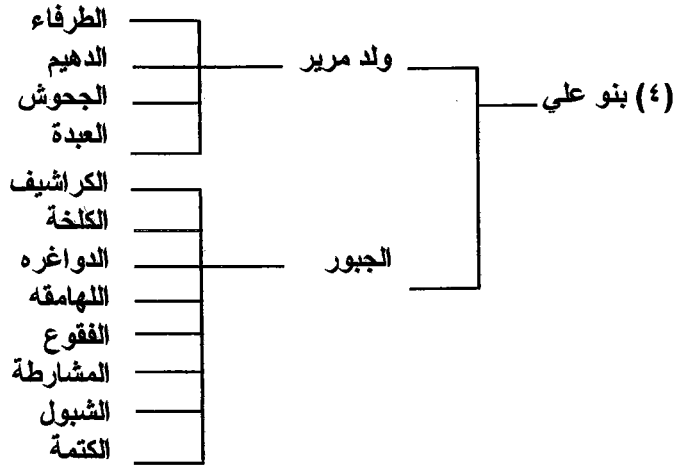 (٤) بنو علي
ولد مرير
الطرفاء
الدهيم
الجحوش
العبدة
الجبور
الكراشيف
الكلخة
الدواغره
اللهامقه
الفقوع
المشارطة
الشبول
الكتمة